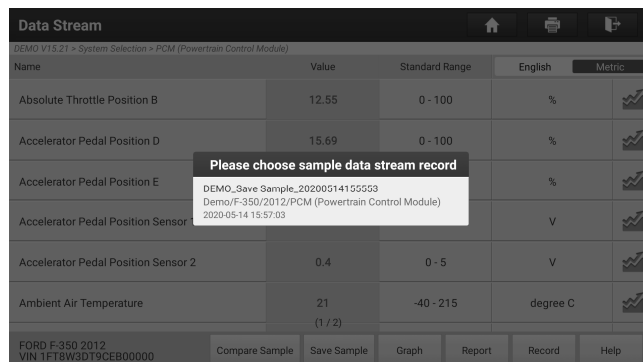 Data Stream
DEMO V15.21 > System Selection > PCM (Powertrain Control Module)
Name Value Standard Range English Metric
Absolute Throttle Position B 12.55 0 - 100 %
Accelerator Pedal Position D 15.69 0 - 100 %
Please choose sample data stream record
Accelerator Pedal Position E %
DEMO_Save Sample_20200514155553
Demo/F-350/2012/PCM (Powertrain Control Module)
2020-05-14 15:57:03
Accelerator Pedal Position Sensor V
Accelerator Pedal Position Sensor 2 0.4 0 - 5 V
Ambient Air Temperature 21 -40 - 215 degree C
(1 / 2)
FORD F-350 2012
VIN 1FT8W3DT9CEB00000
Compare Sample Save Sample Graph Report Record Help